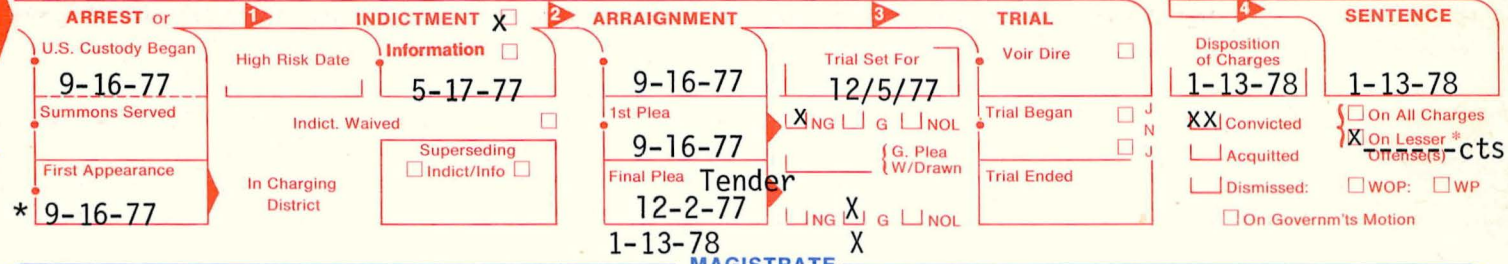 ARREST or
1
INDICTMENT X
2
ARRAIGNMENT
3
TRIAL
4
SENTENCE
U.S. Custody Began
9-16-77
High Risk Date
Information
5-17-77
9-16-77
Trial Set For
12/5/77
Voir Dire
Disposition
of Charges
1-13-78
1-13-78
Summons Served
Indict. Waived
1st Plea
9-16-77
X NG G NOL
Trial Began
J
N
J
XX Convicted
On All Charges
X On Lesser *
Offense(s)
------cts
First Appearance
* 9-16-77
In Charging
District
Superseding
Indict/Info
Final Plea Tender
12-2-77
1-13-78
G. Plea
W/Drawn
NG X G NOL
X
Trial Ended
Acquitted
Dismissed:
WOP: WP
On Governm'ts Motion
MAGISTRATE